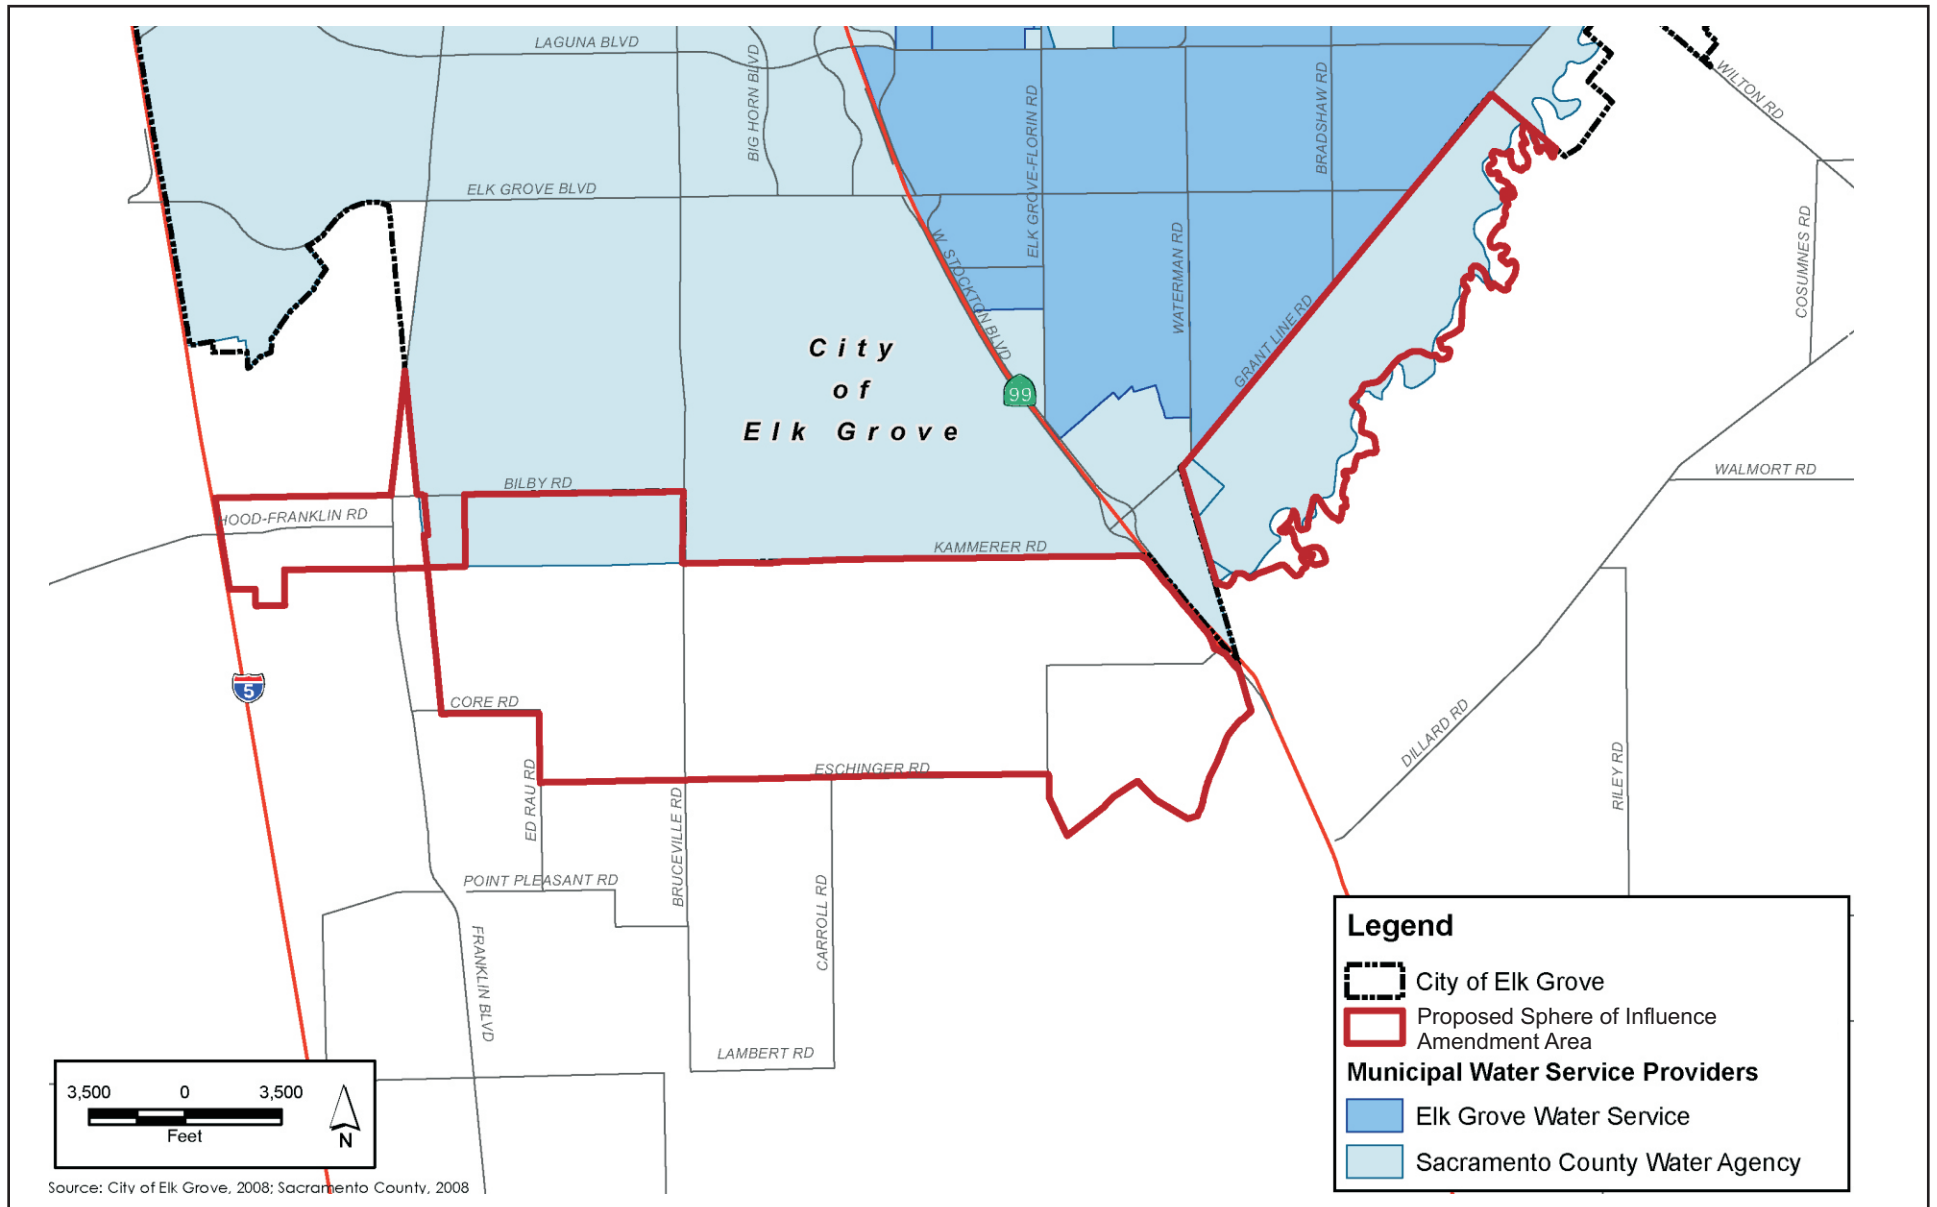 LAGUNA BLVD
BIG HORN BLVD
ELK GROVE-FLORIN RD
BRADSHAW RD
WILTON RD
ELK GROVE BLVD
W. STOCKTON BLVD
WATERMAN RD
COSUMNES RD
GRANT LINE RD
City
of
Elk Grove
99
BILBY RD
HOOD-FRANKLIN RD
KAMMERER RD
WALMORT RD
5
CORE RD
DILLARD RD
RILEY RD
ED RAU RD
ESCHINGER RD
BRUCEVILLE RD
POINT PLEASANT RD
CARROLL RD
FRANKLIN BLVD
LAMBERT RD
Legend
City of Elk Grove
Proposed Sphere of Influence
Amendment Area
Municipal Water Service Providers
Elk Grove Water Service
Sacramento County Water Agency
3,500 0 3,500
Feet
N
Source: City of Elk Grove, 2008; Sacramento County, 2008